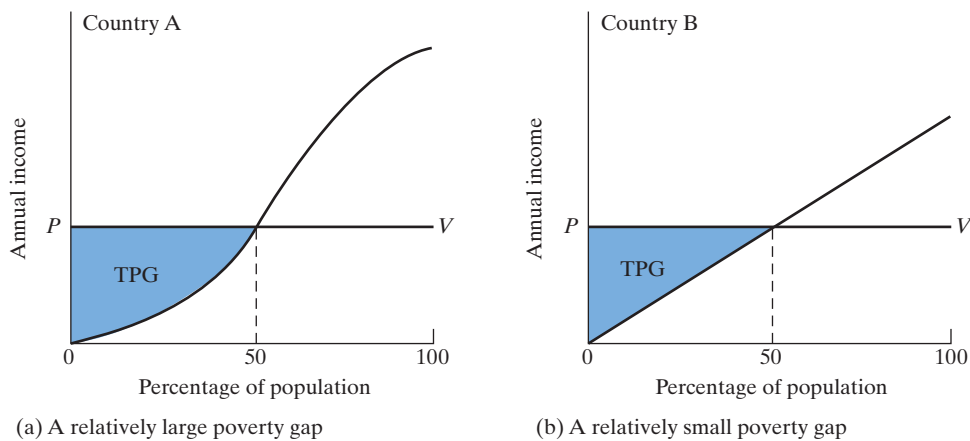 Country A
Annual income
P
V
TPG
0
50
100
Percentage of population
(a) A relatively large poverty gap
Country B
Annual income
P
V
TPG
0
50
100
Percentage of population
(b) A relatively small poverty gap